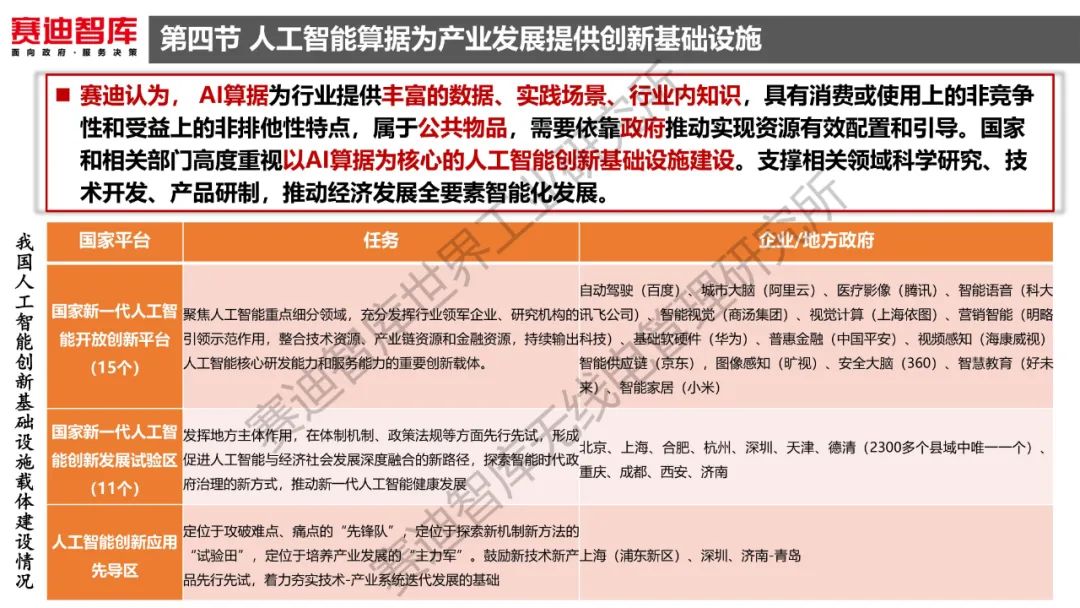 赛迪智库
面向政府·服务决策
第四节 人工智能算据为产业发展提供创新基础设施
■ 赛迪认为， AI算据为行业提供丰富的数据、实践场景、行业内知识，具有消费或使用上的非竞争
性和受益上的非排他性特点，属于公共物品，需要依靠政府推动实现资源有效配置和引导。国家
和相关部门高度重视以AI算据为核心的人工智能创新基础设施建设。支撑相关领域科学研究、技
术开发、产品研制，推动经济发展全要素智能化发展。
我国人工智能创新基础设施载体建设情况
国家平台
任务
企业/地方政府
国家新一代人工智
能开放创新平台
（15个）
聚焦人工智能重点细分领域，充分发挥行业领军企业、研究机构的
引领示范作用，整合技术资源、产业链资源和金融资源，持续输出
人工智能核心研发能力和服务能力的重要创新载体。
自动驾驶（百度）、城市大脑（阿里云）、医疗影像（腾讯）、智能语音（科大
讯飞公司）、智能视觉（商汤集团）、视觉计算（上海依图）、营销智能（明略
科技）、基础软硬件（华为）、普惠金融（中国平安）、视频感知（海康威视）
智能供应链（京东），图像感知（旷视）、安全大脑（360）、智慧教育（好未
来）、智能家居（小米）
国家新一代人工智
能创新发展试验区
（11个）
发挥地方主体作用，在体制机制、政策法规等方面先行先试，形成
促进人工智能与经济社会发展深度融合的新路径，探索智能时代政
府治理的新方式，推动新一代人工智能健康发展
北京、上海、合肥、杭州、深圳、天津、德清（2300多个县域中唯一一个）、
重庆、成都、西安、济南
人工智能创新应用
先导区
定位于攻破难点、痛点的“先锋队” 定位于探索新机制新方法的
“试验田”，定位于培养产业发展的“主力军”。鼓励新技术新产
品先行先试，着力夯实技术-产业系统迭代发展的基础
上海（浦东新区）、深圳、济南-青岛
赛迪智库世界工业研究所
赛迪智库无线电管理研究所